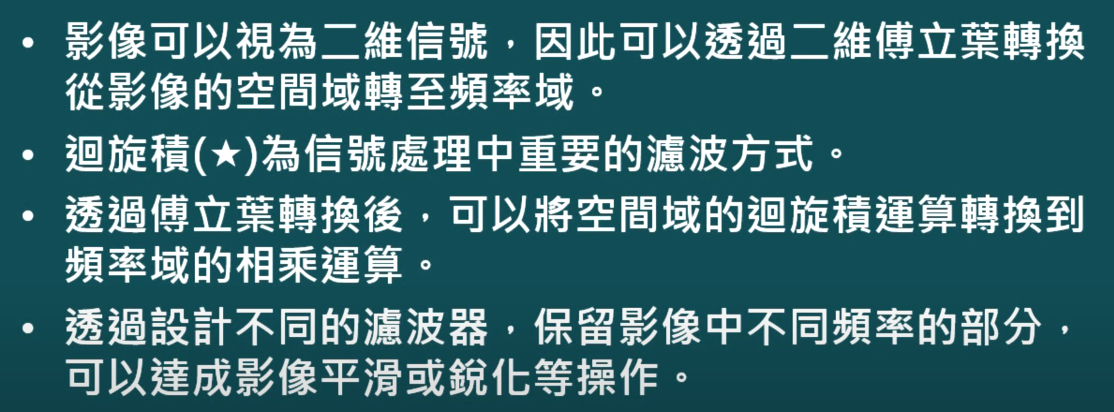 • 影像可以視為二維信號，因此可以透過二維傅立葉轉換
從影像的空間域轉至頻率域。
• 迴旋積(★)為信號處理中重要的濾波方式。
• 透過傅立葉轉換後，可以將空間域的迴旋積運算轉換到
頻率域的相乘運算。
• 透過設計不同的濾波器，保留影像中不同頻率的部分，
可以達成影像平滑或銳化等操作。